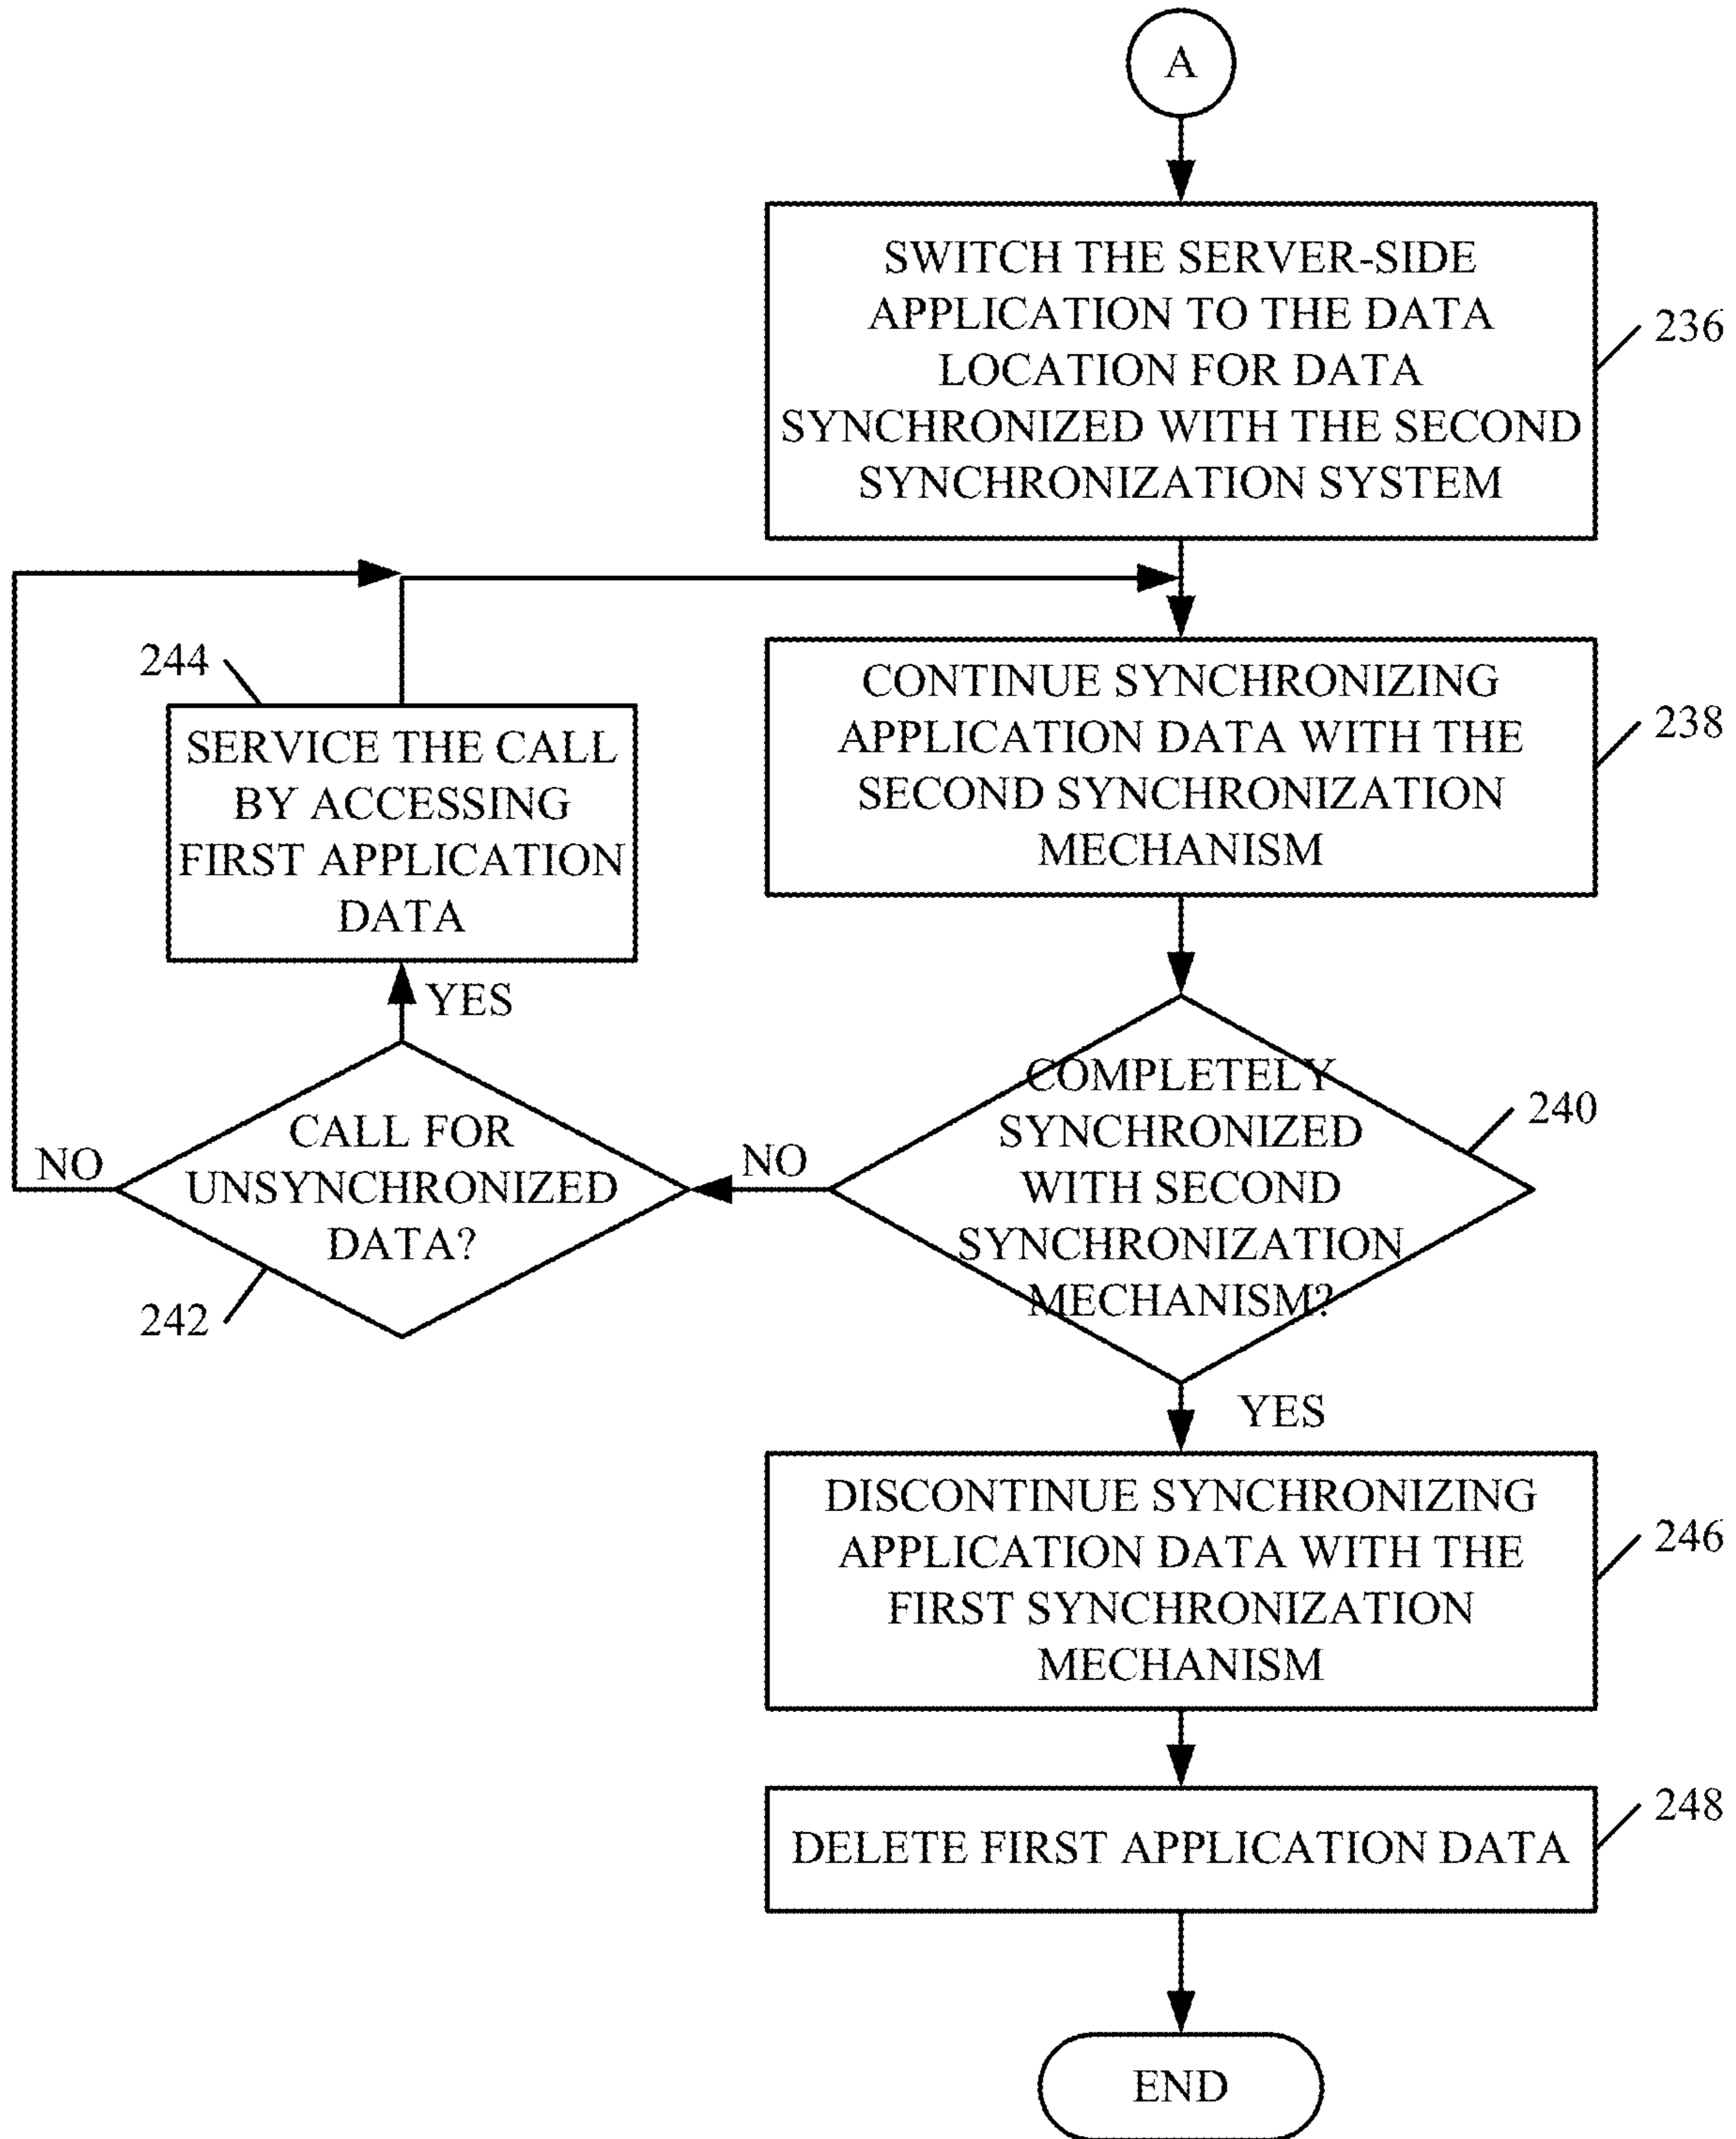 A
SWITCH THE SERVER-SIDE
APPLICATION TO THE DATA
LOCATION FOR DATA
SYNCHRONIZED WITH THE SECOND
SYNCHRONIZATION SYSTEM
236
CONTINUE SYNCHRONIZING
APPLICATION DATA WITH THE
SECOND SYNCHRONIZATION
MECHANISM
238
244
SERVICE THE CALL
BY ACCESSING
FIRST APPLICATION
DATA
YES
COMPLETELY
SYNCHRONIZED
WITH SECOND
SYNCHRONIZATION
MECHANISM?
240
NO
CALL FOR
UNSYNCHRONIZED
DATA?
NO
242
YES
DISCONTINUE SYNCHRONIZING
APPLICATION DATA WITH THE
FIRST SYNCHRONIZATION
MECHANISM
246
DELETE FIRST APPLICATION DATA
248
END